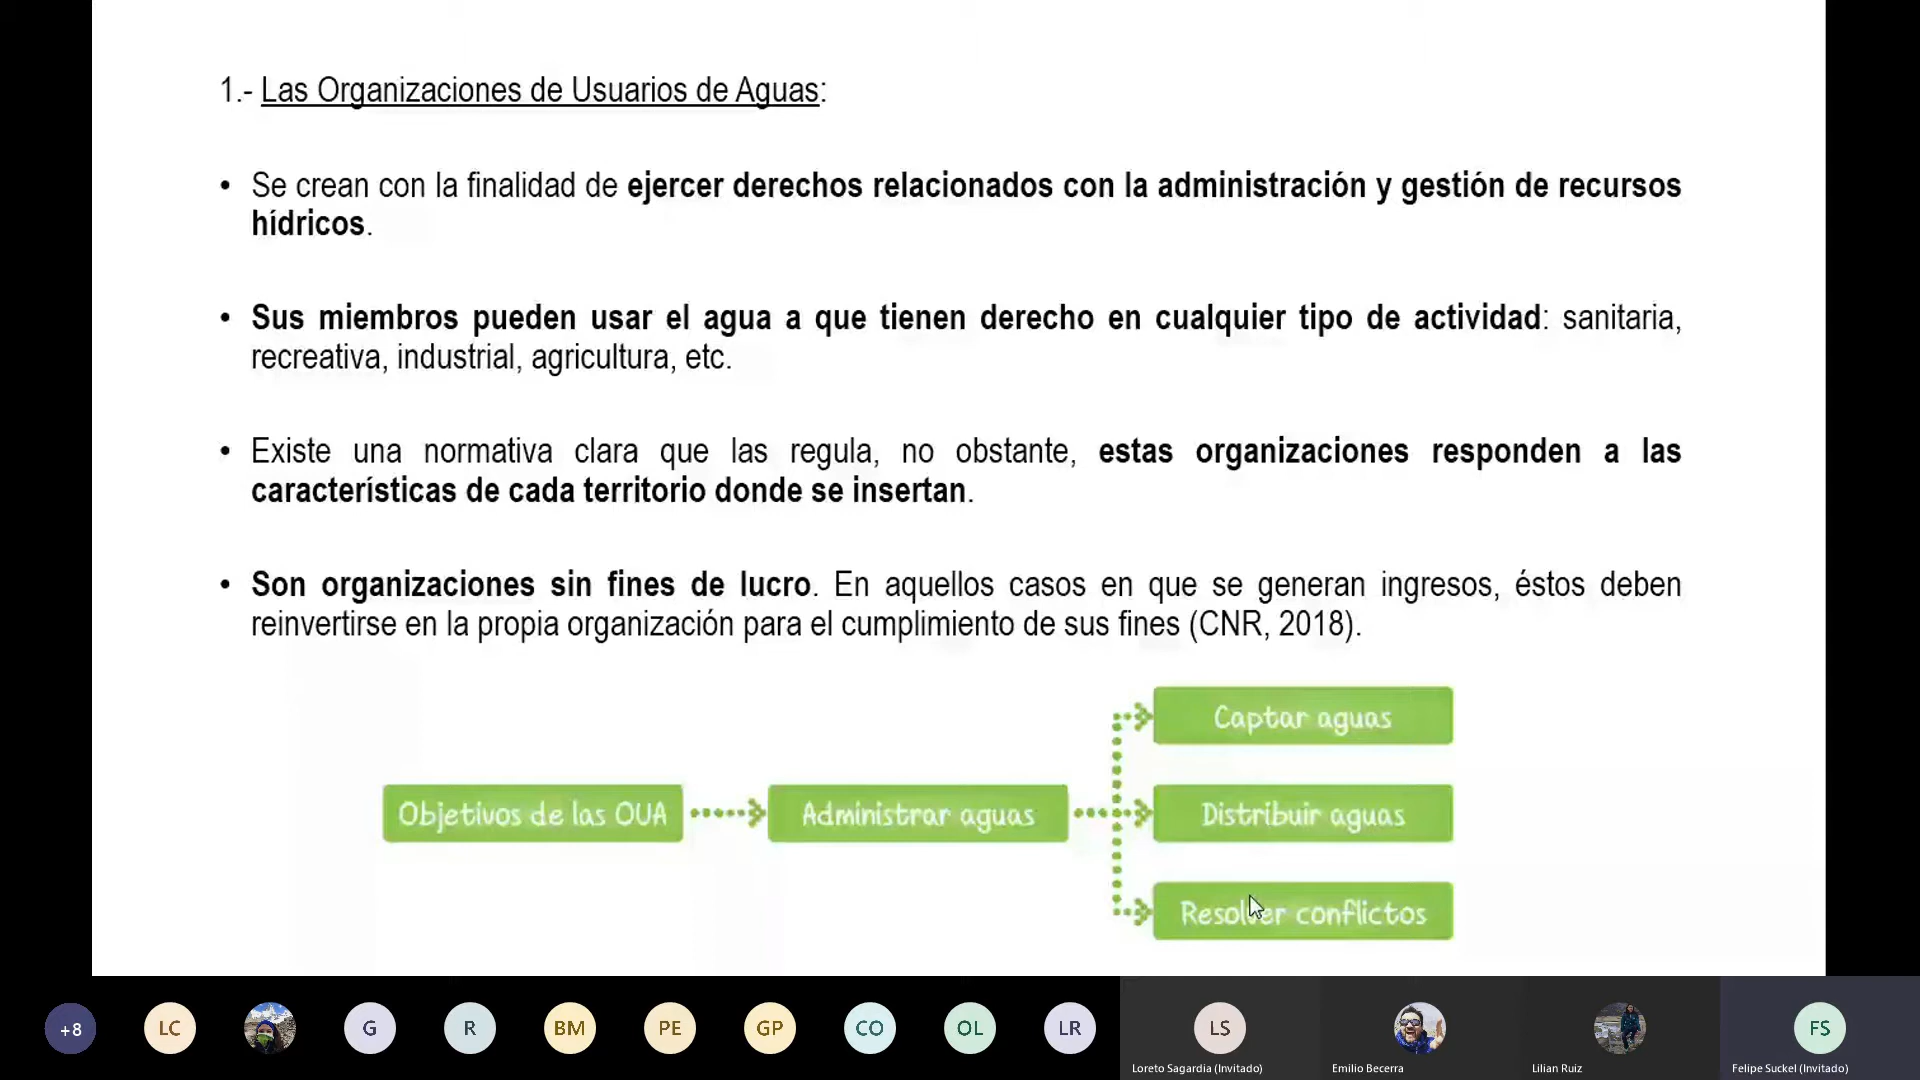 1.- Las Organizaciones de Usuarios de Aguas:
• Se crean con la finalidad de ejercer derechos relacionados con la administración y gestión de recursos
hídricos.
• Sus miembros pueden usar el agua a que tienen derecho en cualquier tipo de actividad: sanitaria,
recreativa, industrial, agricultura, etc.
• Existe una normativa clara que las regula, no obstante, estas organizaciones responden a las
características de cada territorio donde se insertan.
• Son organizaciones sin fines de lucro. En aquellos casos en que se generan ingresos, éstos deben
reinvertirse en la propia organización para el cumplimiento de sus fines (CNR, 2018).
Objetivos de las OUA
Administrar aguas
Captar aguas
Distribuir aguas
Resolver conflictos
+8
LC
G
R
BM
PE
GP
CO
OL
LR
LS
FS
Loreto Sagardia (Invitado)
Emilio Becerra
Lilian Ruiz
Felipe Suckel (Invitado)